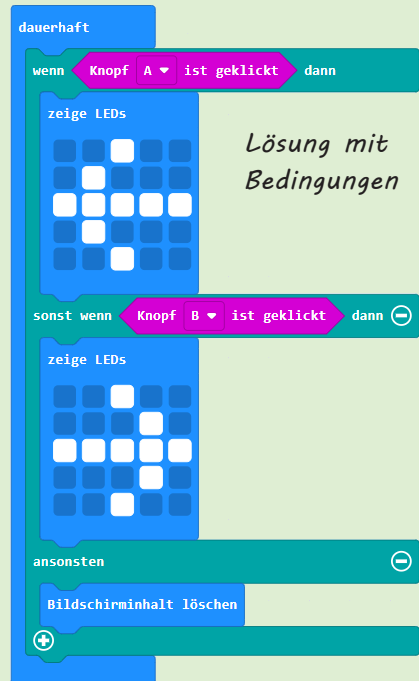 dauerhaft
wenn Knopf A ist geklickt dann
zeige LEDs
Lösung mit
Bedingungen
sonst wenn Knopf B ist geklickt dann
zeige LEDs
ansonsten
Bildschirminhalt löschen